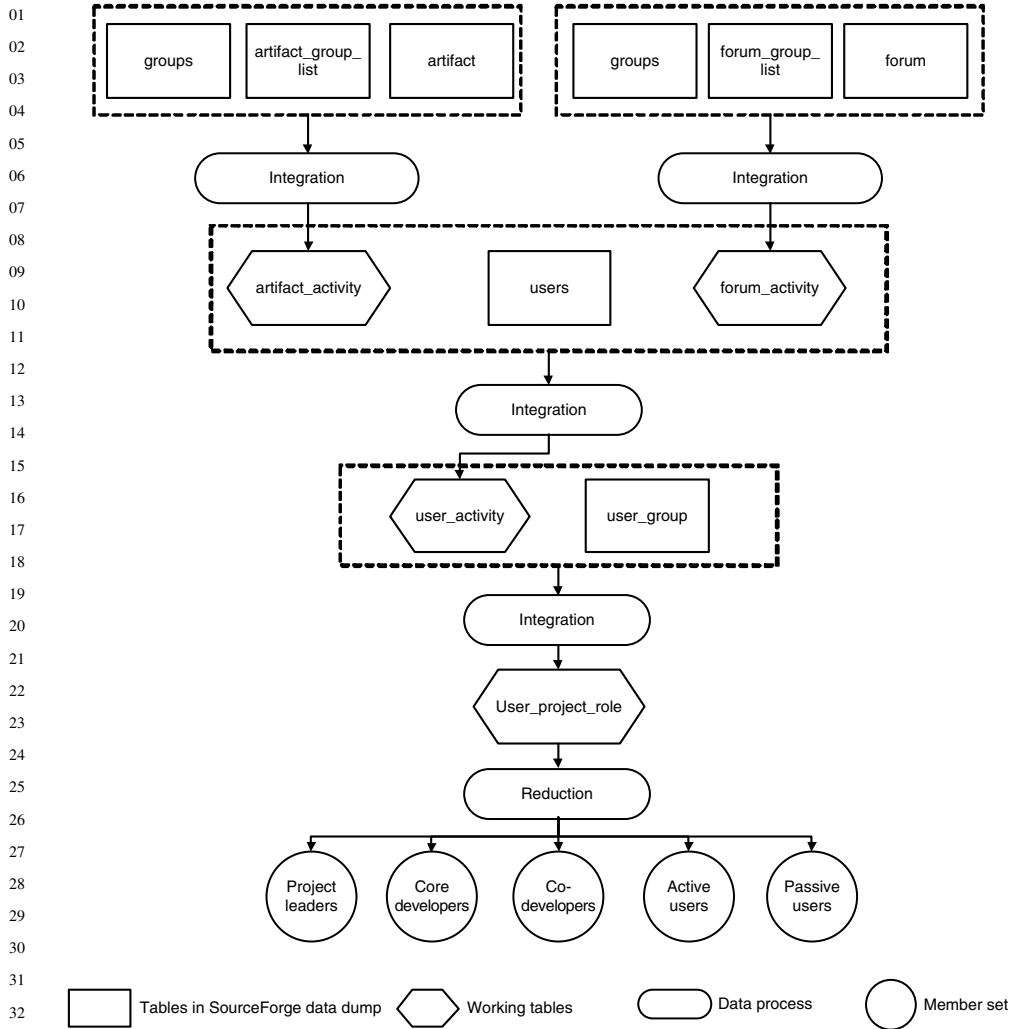 01
02
03
04
05
06
07
08
09
10
11
12
13
14
15
16
17
18
19
20
21
22
23
24
25
26
27
28
29
30
31
32
groups
artifact_group_
list
artifact
groups
forum_group_
list
forum
Integration
Integration
artifact_activity
users
forum_activity
Integration
user_activity
user_group
Integration
User_project_role
Reduction
Project
leaders
Core
developers
Co-
developers
Active
users
Passive
users
Tables in SourceForge data dump
Working tables
Data process
Member set